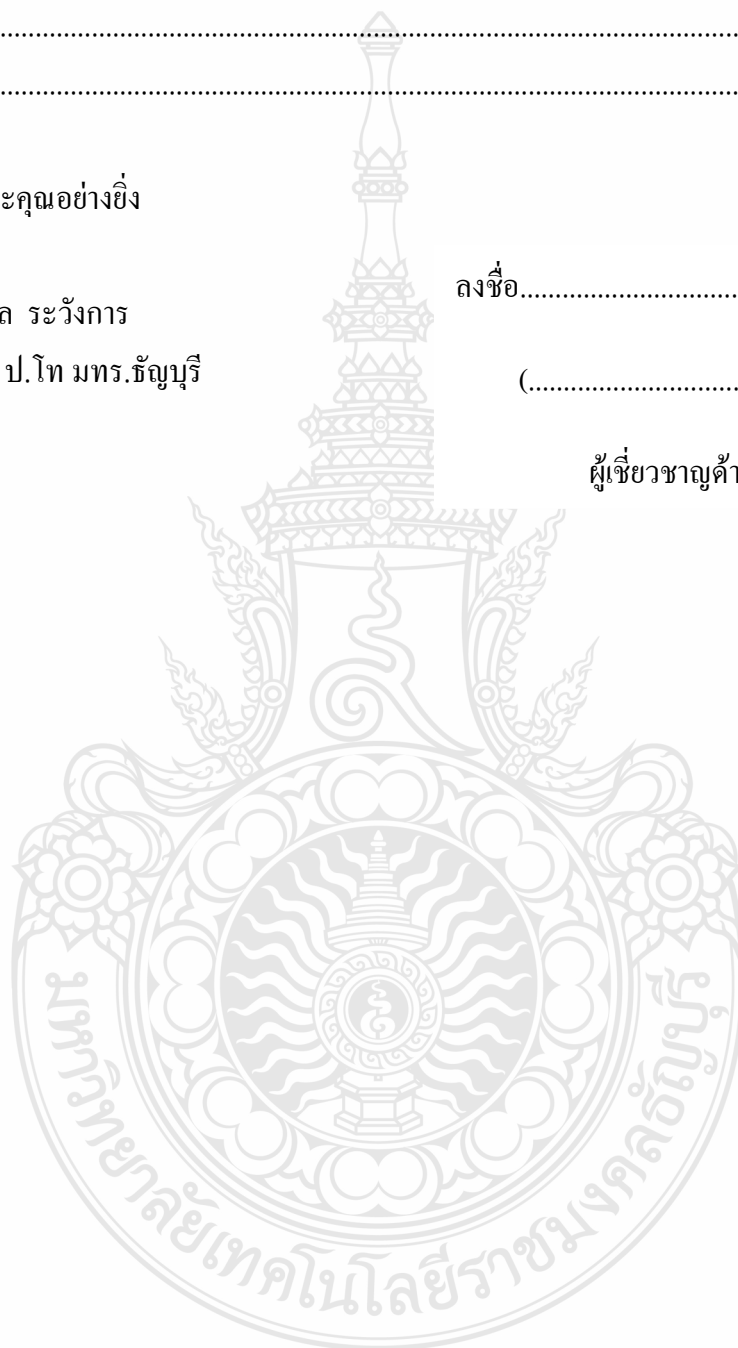 ................................................................................................................
................................................................................................................
ะคุณอย่างยิ่ง
ล ระวังการ
ป.โท มทร.ธัญบุรี
ลงชื่อ...............................
(..............................
ผู้เชี่ยวชาญด้า
มหาวิทยาลัยเทคโนโลยีราชมงคลธัญบุรี